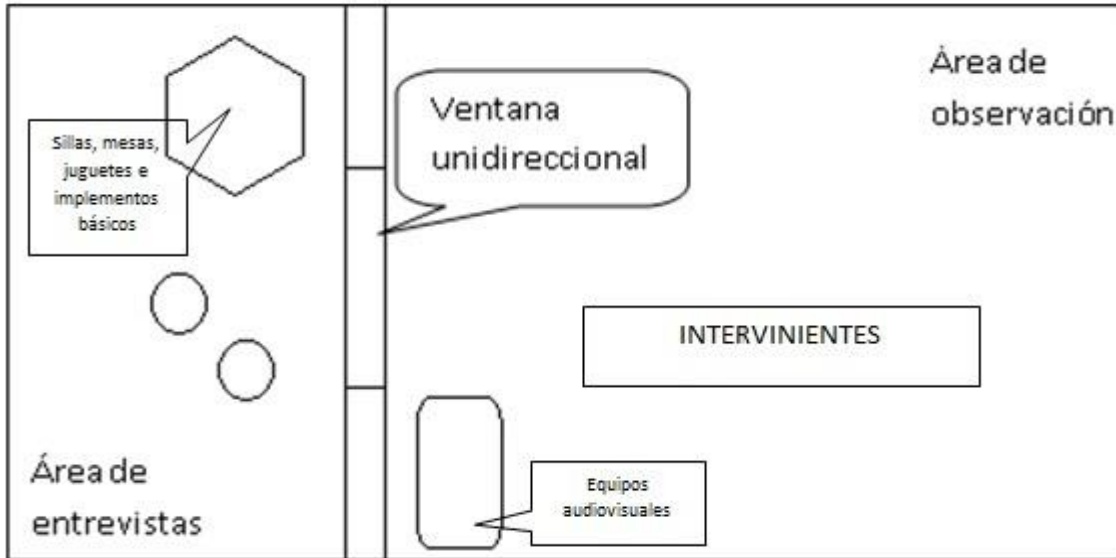 Sillas, mesas,
juguetes e
implementos
básicos
Ventana
unidireccional
Área de
observación
INTERVINIENTES
Área de
entrevistas
Equipos
audiovisuales